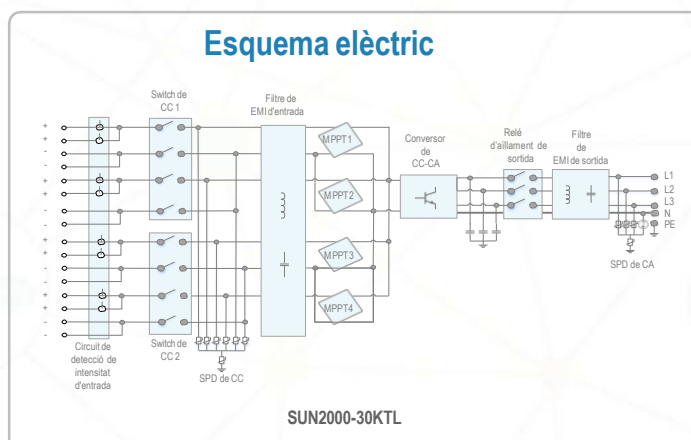 Esquema elèctric
Switch de
CC 1
Filtre de
EMI d'entrada
MPPT1
MPPT2
MPPT3
MPPT4
Conversor
de
CC-CA
Relé
d'aïllament de
sortida
Filtre
de
EMI de sortida
L1
L2
L3
N
PE
SPD de CA
+
+
-
-
+
+
-
-
+
+
-
-
+
+
-
-
Circuit de
detecció de
intensitat
d'entrada
Switch de
CC 2
SPD de CC
SUN2000-30KTL